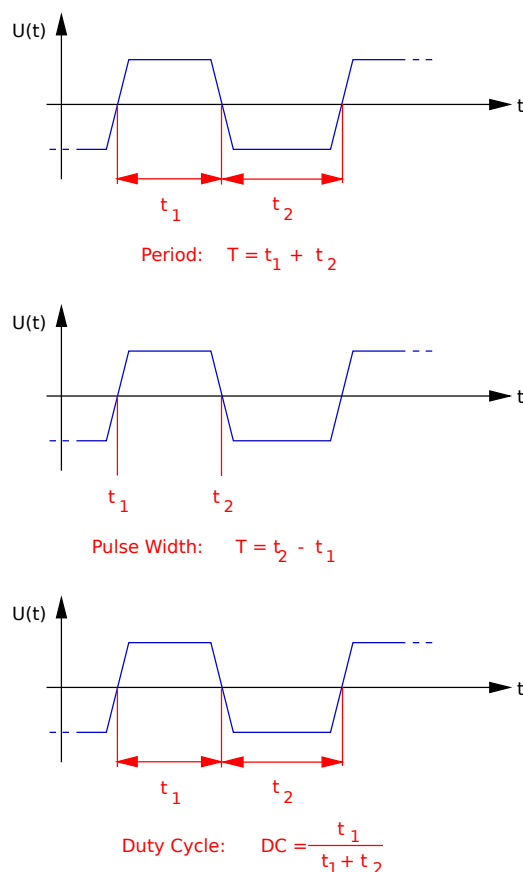 U(t)
t
t1 t2
Period: T = t1 + t2
U(t)
t
t1 t2
Pulse Width: T = t2 - t1
U(t)
t
t1 t2
Duty Cycle: DC = t1
t1 + t2